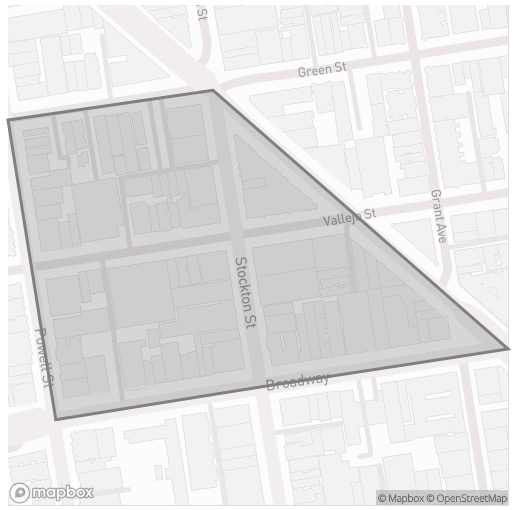 St
Green St
Grant Ave
Vallejo St
Stockton St
Powell St
Broadway
mapbox
© Mapbox © OpenStreetMap